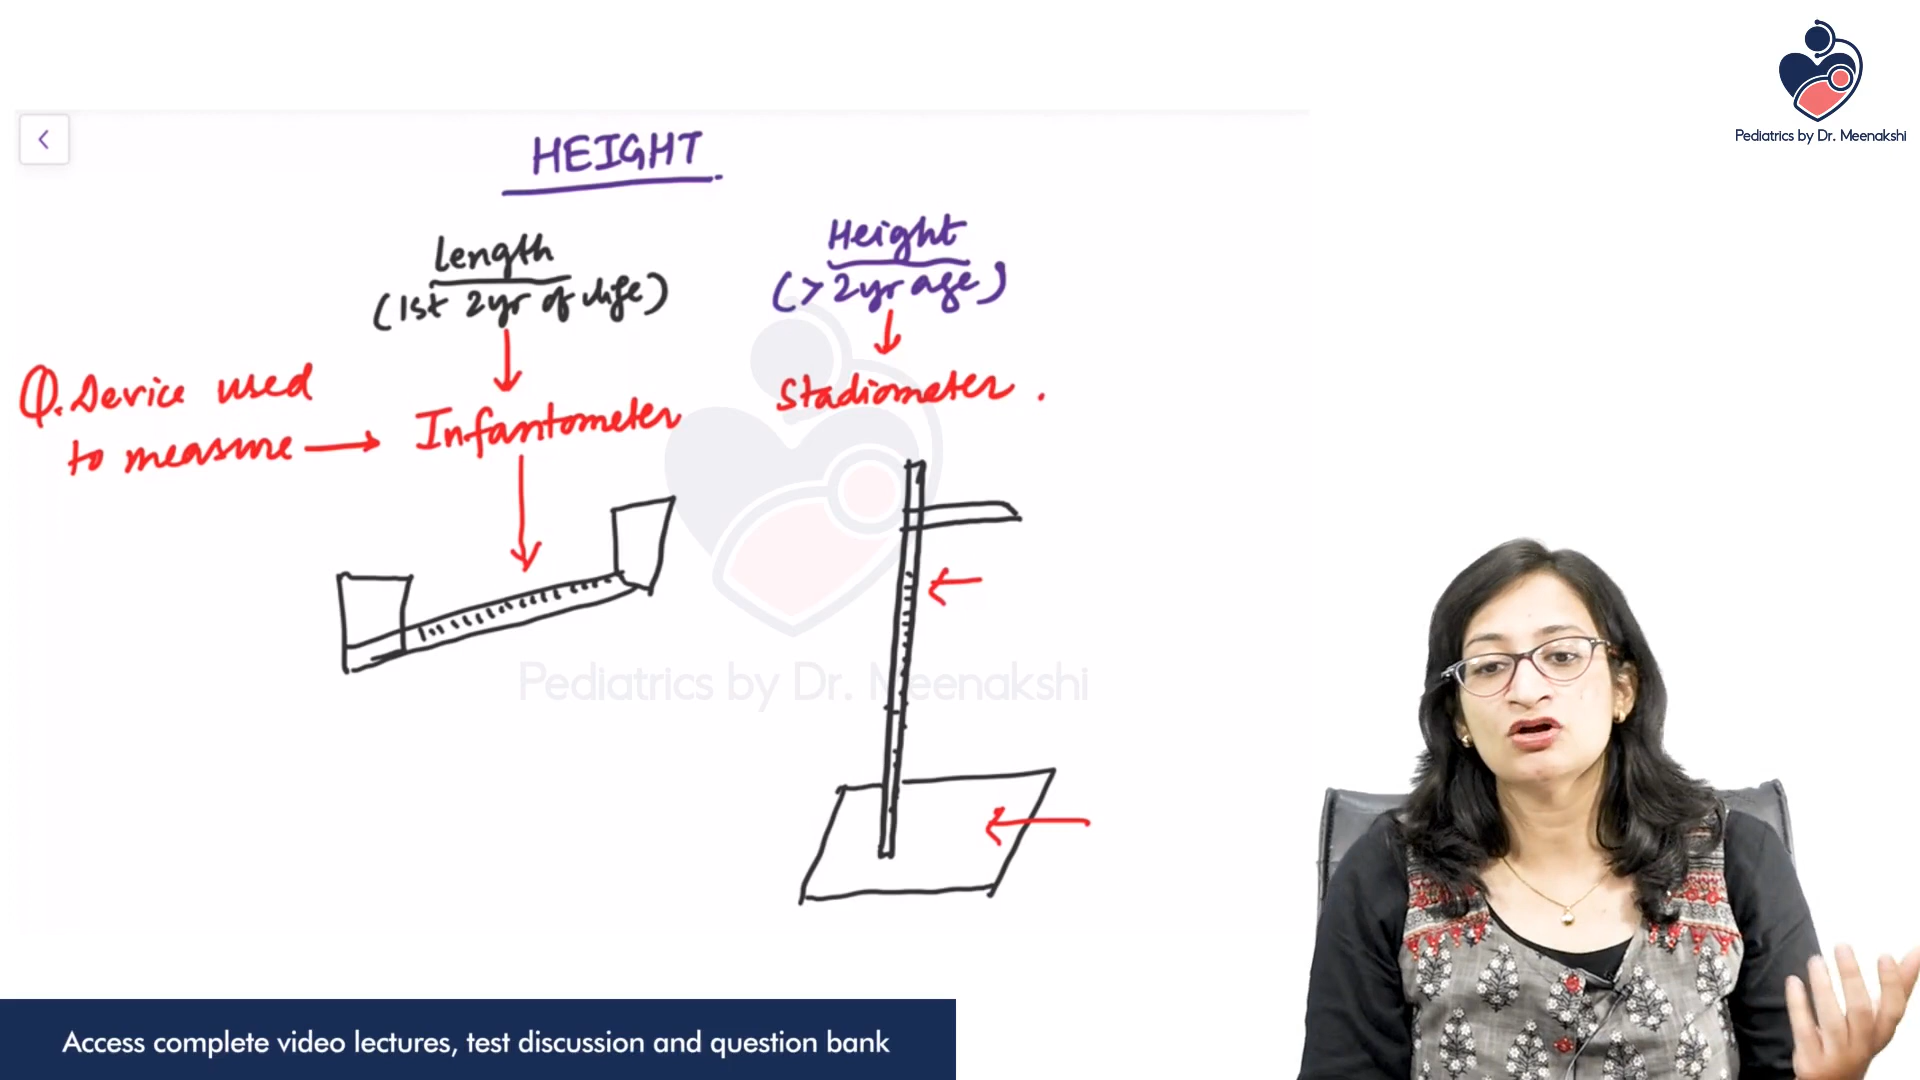 Pediatrics by Dr. Meenakshi
HEIGHT
Length
(1st 2yr of life)
Height
(> 2yr age)
Q. Device used
to measure
Infantometer
Stadiometer.
Pediatrics by Dr. Meenakshi
Access complete video lectures, test discussion and question bank